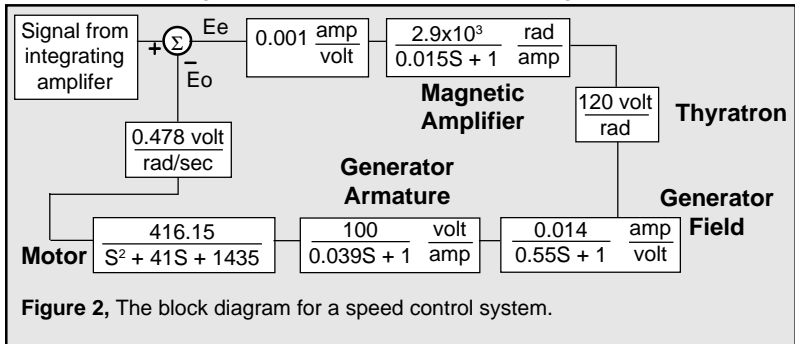 Signal from
integrating
amplifer
+
Σ
−
Ee
Eo
0.001 amp
volt
2.9x10³ rad
0.015S + 1 amp
Magnetic
Amplifier
120 volt
rad
Thyratron
0.478 volt
rad/sec
Generator
Armature
Generator
Field
Motor
416.15
S² + 41S + 1435
100 volt
0.039S + 1 amp
0.014 amp
0.55S + 1 volt
Figure 2, The block diagram for a speed control system.